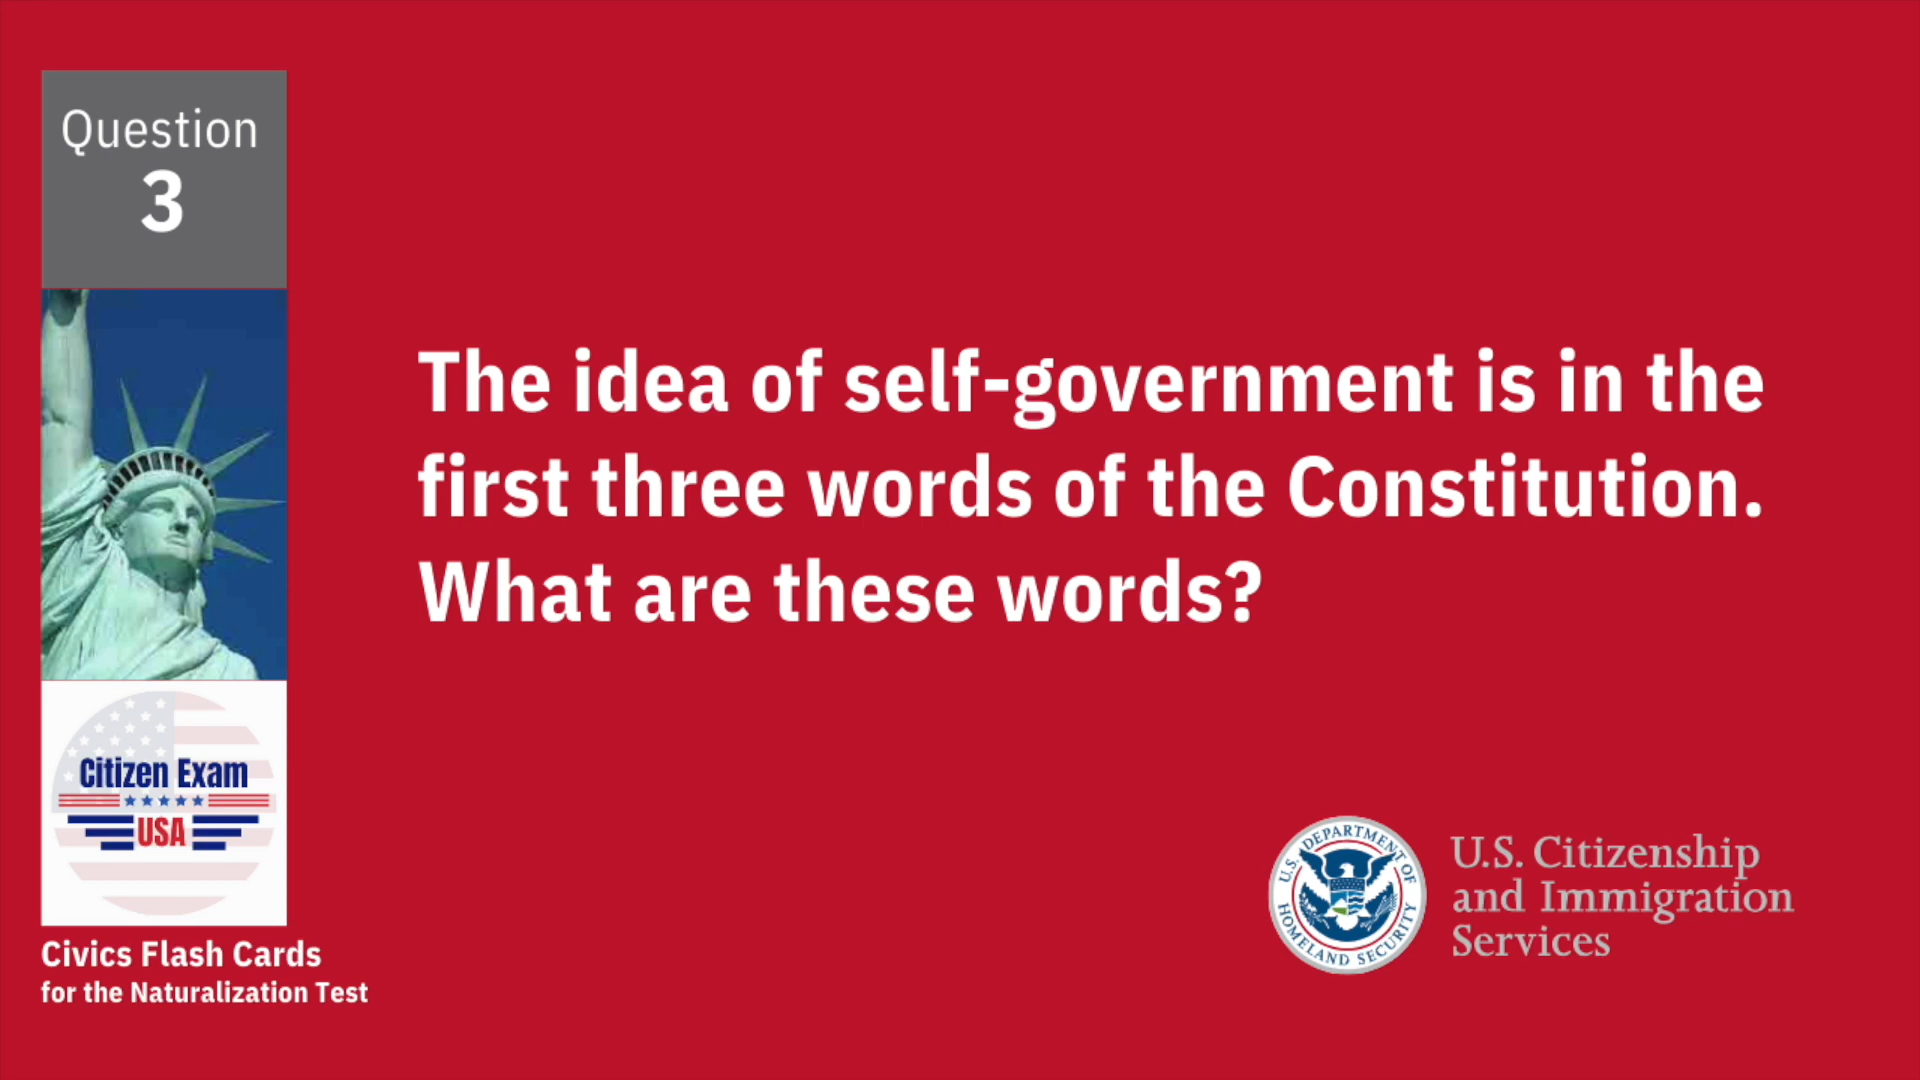 Question
3
The idea of self-government is in the
first three words of the Constitution.
What are these words?
Citizen Exam
USA
Civics Flash Cards
for the Naturalization Test
U.S. DEPARTMENT OF
HOMELAND SECURITY
U.S. Citizenship
and Immigration
Services